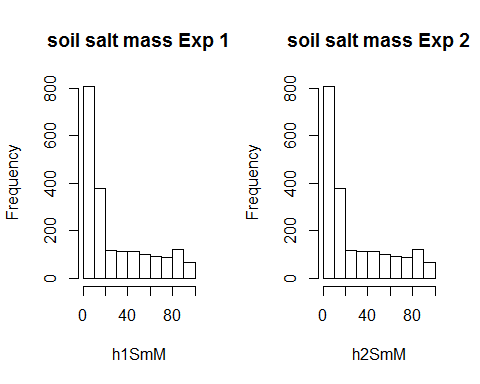 soil salt mass Exp 1
Frequency
0 200 400 600 800
0 40 80
h1SmM
soil salt mass Exp 2
Frequency
0 200 400 600 800
0 40 80
h2SmM